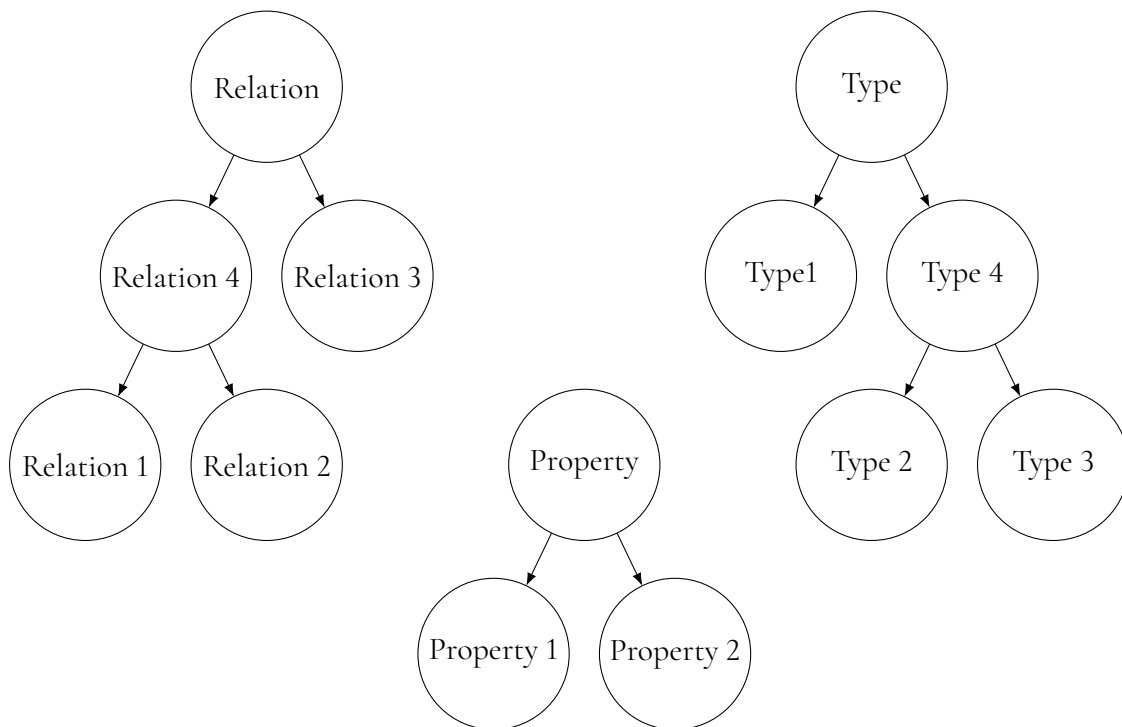 Relation
Type
Relation 4
Relation 3
Type1
Type 4
Relation 1
Relation 2
Property
Type 2
Type 3
Property 1
Property 2